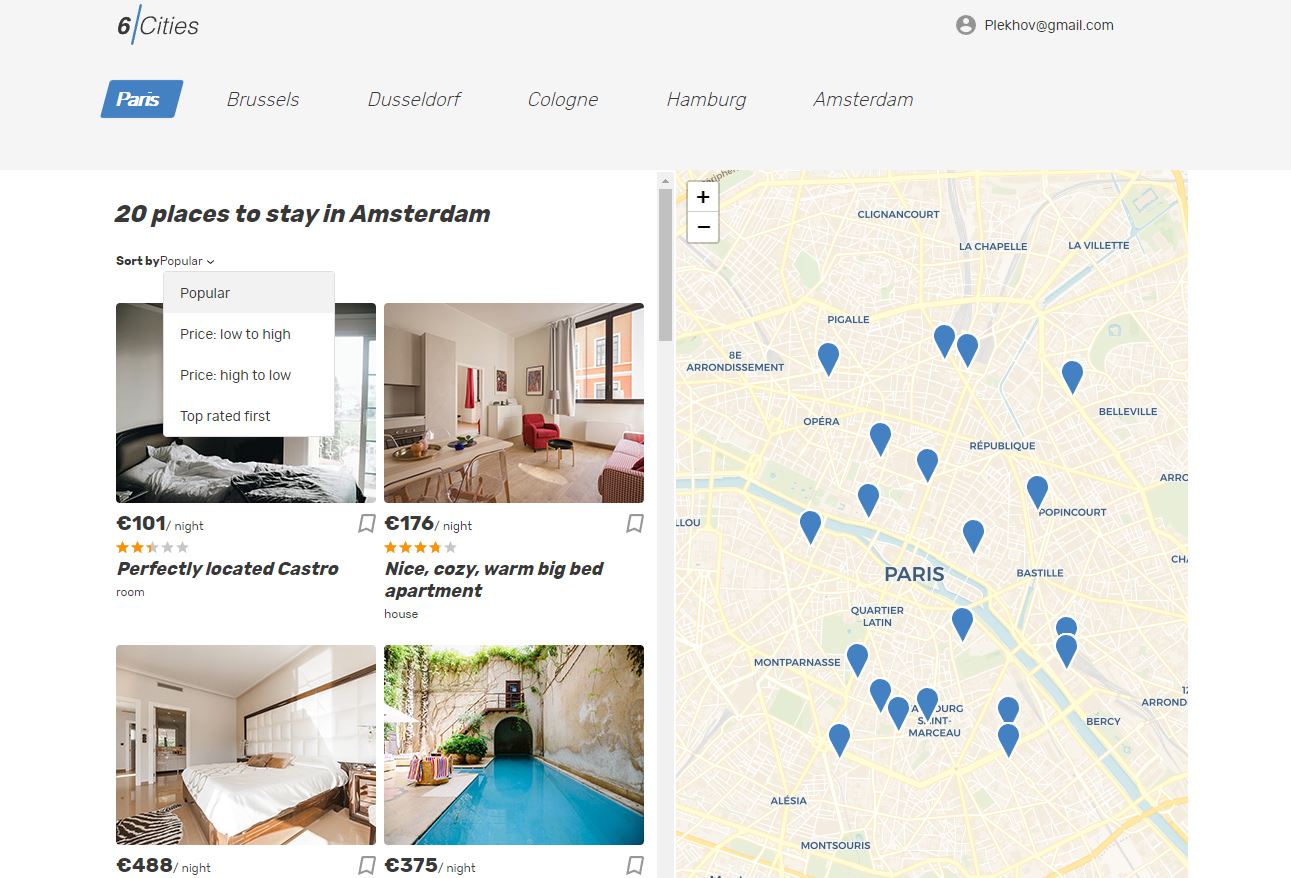 6 Cities
Plekhov@gmail.com
Paris
Brussels
Dusseldorf
Cologne
Hamburg
Amsterdam
20 places to stay in Amsterdam
Sort by Popular
Popular
Price: low to high
Price: high to low
Top rated first
€101/ night
Perfectly located Castro
room
€176/ night
Nice, cozy, warm big bed
apartment
house
€488/ night
€375/ night
+
−
CLIGNANCOURT
LA CHAPELLE
LA VILLETTE
PIGALLE
8E
ARRONDISSEMENT
BELLEVILLE
OPÉRA
RÉPUBLIQUE
ARRO
LLOU
POPINCOURT
PARIS
BASTILLE
CHA
QUARTIER
LATIN
MONTPARNASSE
12
ARROND
SAINT-
MARCEAU
BERCY
ALÉSIA
MONTSOURIS